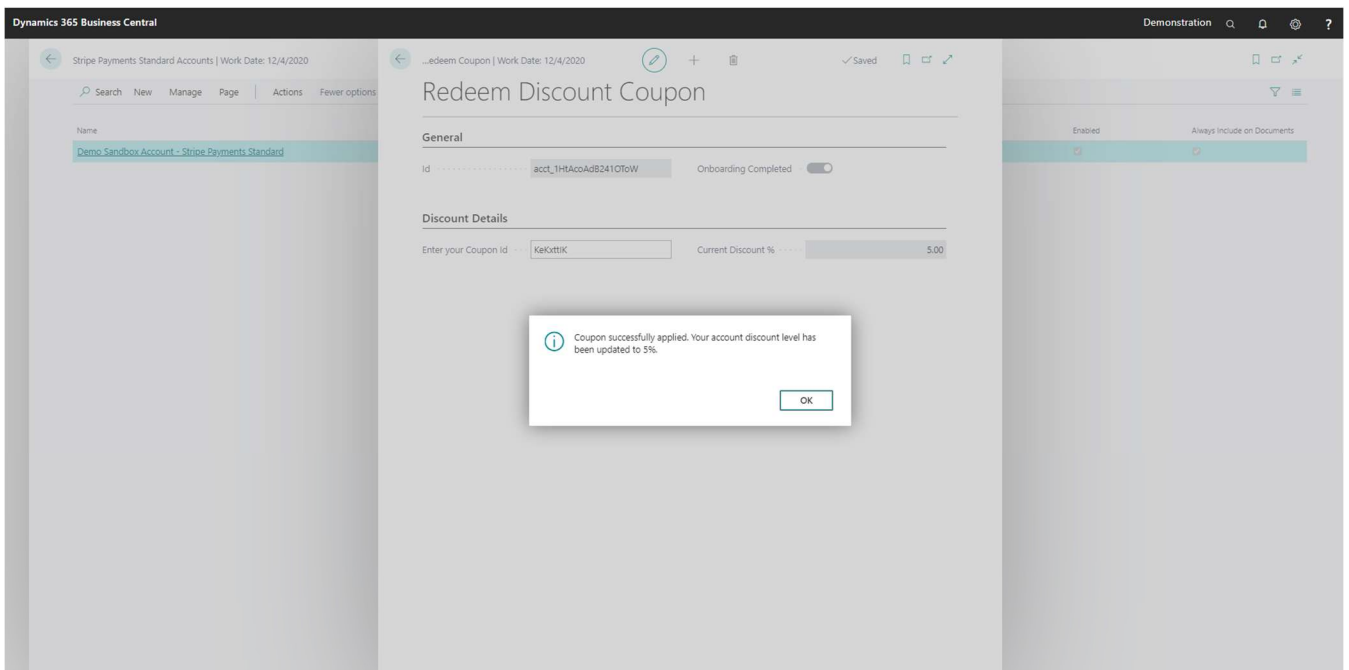 Dynamics 365 Business Central
Demonstration
?
Stripe Payments Standard Accounts | Work Date: 12/4/2020
Search New Manage Page Actions Fewer options
Name
Enabled
Always Include on Documents
Demo Sandbox Account - Stripe Payments Standard
...edeem Coupon | Work Date: 12/4/2020
Saved
Redeem Discount Coupon
General
Id
acct_1HtAcoAdB241OToW
Onboarding Completed
Discount Details
Enter your Coupon Id
KeKxttIK
Current Discount %
5.00
Coupon successfully applied. Your account discount level has
been updated to 5%.
OK